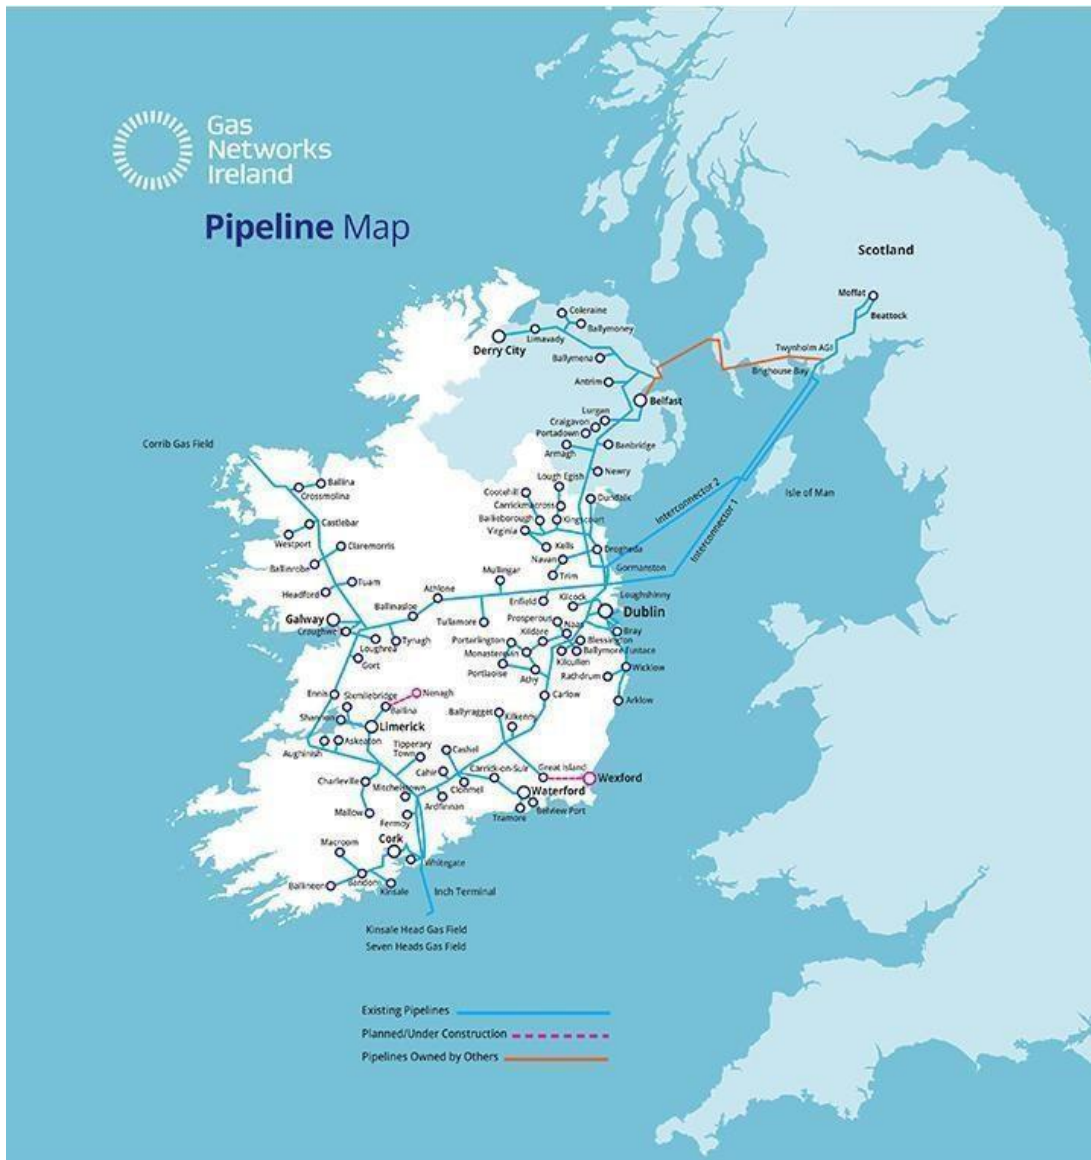 Gas
Networks
Ireland
Pipeline Map
Scotland
Moffat
Beattock
Twynholm AGI
Brighouse Bay
Coleraine
Ballymoney
Limavady
Derry City
Ballymena
Antrim
Belfast
Lurgan
Craigavon
Portadown
Armagh
Banbridge
Newry
Lough Egish
Cootehill
Carrickmacross
Dundalk
Bailieborough
Kingscourt
Virginia
Kells
Drogheda
Navan
Trim
Gormanston
Interconnector 2
Interconnector 1
Isle of Man
Corrib Gas Field
Ballina
Crossmolina
Castlebar
Westport
Claremorris
Ballinrobe
Tuam
Headford
Mullingar
Athlone
Ballinasloe
Tullamore
Enfield
Kilcock
Loughshinny
Dublin
Galway
Craughwell
Loughrea
Tynagh
Gort
Prosperous
Naas
Kildare
Bray
Blessington
Portarlington
Monasterevin
Kilcullen
Ballymore Eustace
Portlaoise
Athy
Wicklow
Rathdrum
Arklow
Carlow
Ennis
Sixmilebridge
Nenagh
Ballina
Shannon
Limerick
Ballyragget
Kilkenny
Aughinish
Askeaton
Tipperary
Town
Cashel
Cahir
Carrick-on-Suir
Great Island
Wexford
Charleville
Mitchelstown
Clonmel
Ardfinnan
Waterford
Belview Port
Tramore
Mallow
Fermoy
Cork
Macroom
Whitegate
Ballineen
Bandon
Kinsale
Inch Terminal
Kinsale Head Gas Field
Seven Heads Gas Field
Existing Pipelines
Planned/Under Construction
Pipelines Owned by Others